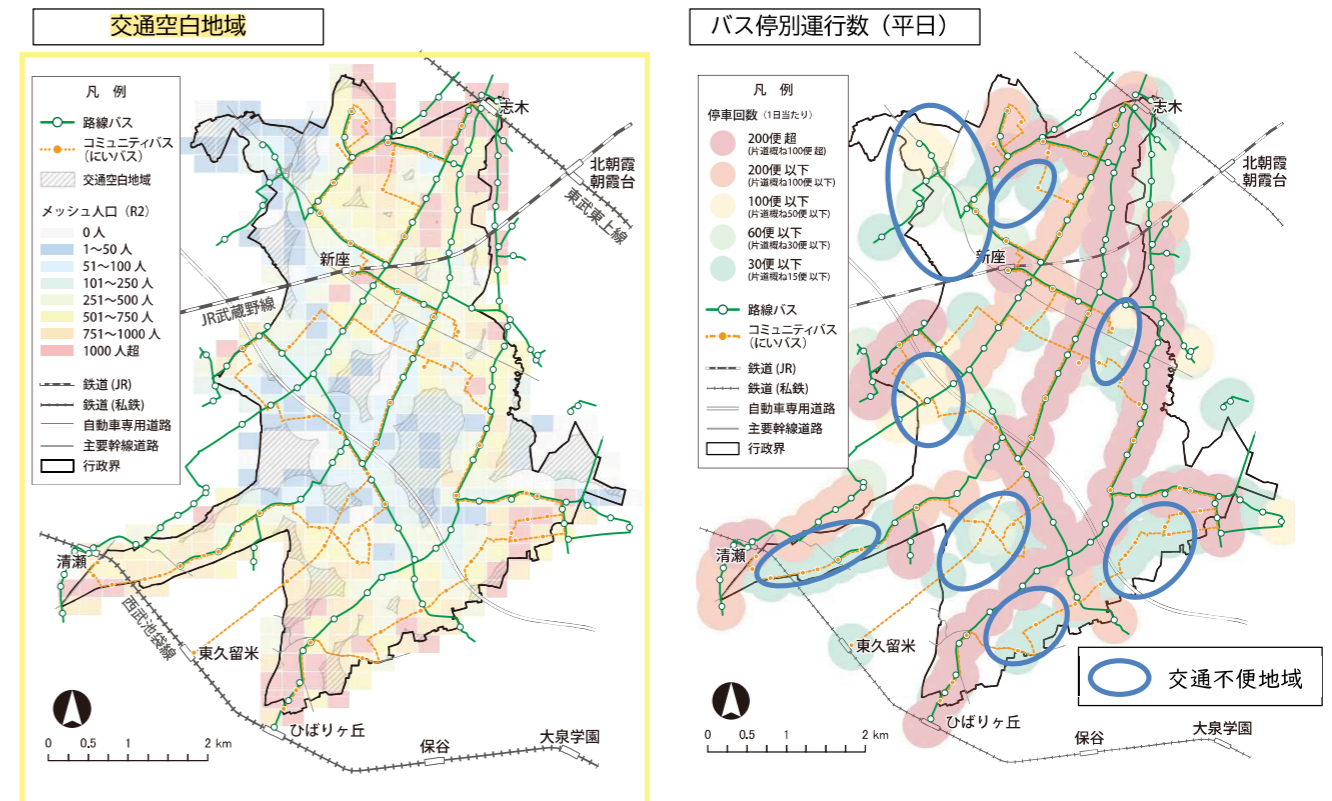 交通空白地域
凡 例
路線バス
コミュニティバス
(にいバス)
交通空白地域
メッシュ人口(R2)
0 人
1～50 人
51～100 人
101～250 人
251～500 人
501～750 人
751～1000 人
1000 人超
鉄道 (JR)
鉄道 (私鉄)
自動車専用道路
主要幹線道路
行政界
志木
北朝霞
朝霞台
東武東上線
新座
JR武蔵野線
清瀬
西武池袋線
東久留米
ひばりヶ丘
保谷
大泉学園
0 0.5 1 2 km
バス停別運行数（平日）
凡 例
停車回数 (1日当たり)
200便 超
(片道概ね100便 超)
200便 以下
(片道概ね100便 以下)
100便 以下
(片道概ね50便 以下)
60便 以下
(片道概ね30便 以下)
30便 以下
(片道概ね15便 以下)
路線バス
コミュニティバス
(にいバス)
鉄道 (JR)
鉄道 (私鉄)
自動車専用道路
主要幹線道路
行政界
志木
北朝霞
朝霞台
新座
清瀬
東久留米
ひばりヶ丘
保谷
大泉学園
交通不便地域
0 0.5 1 2 km